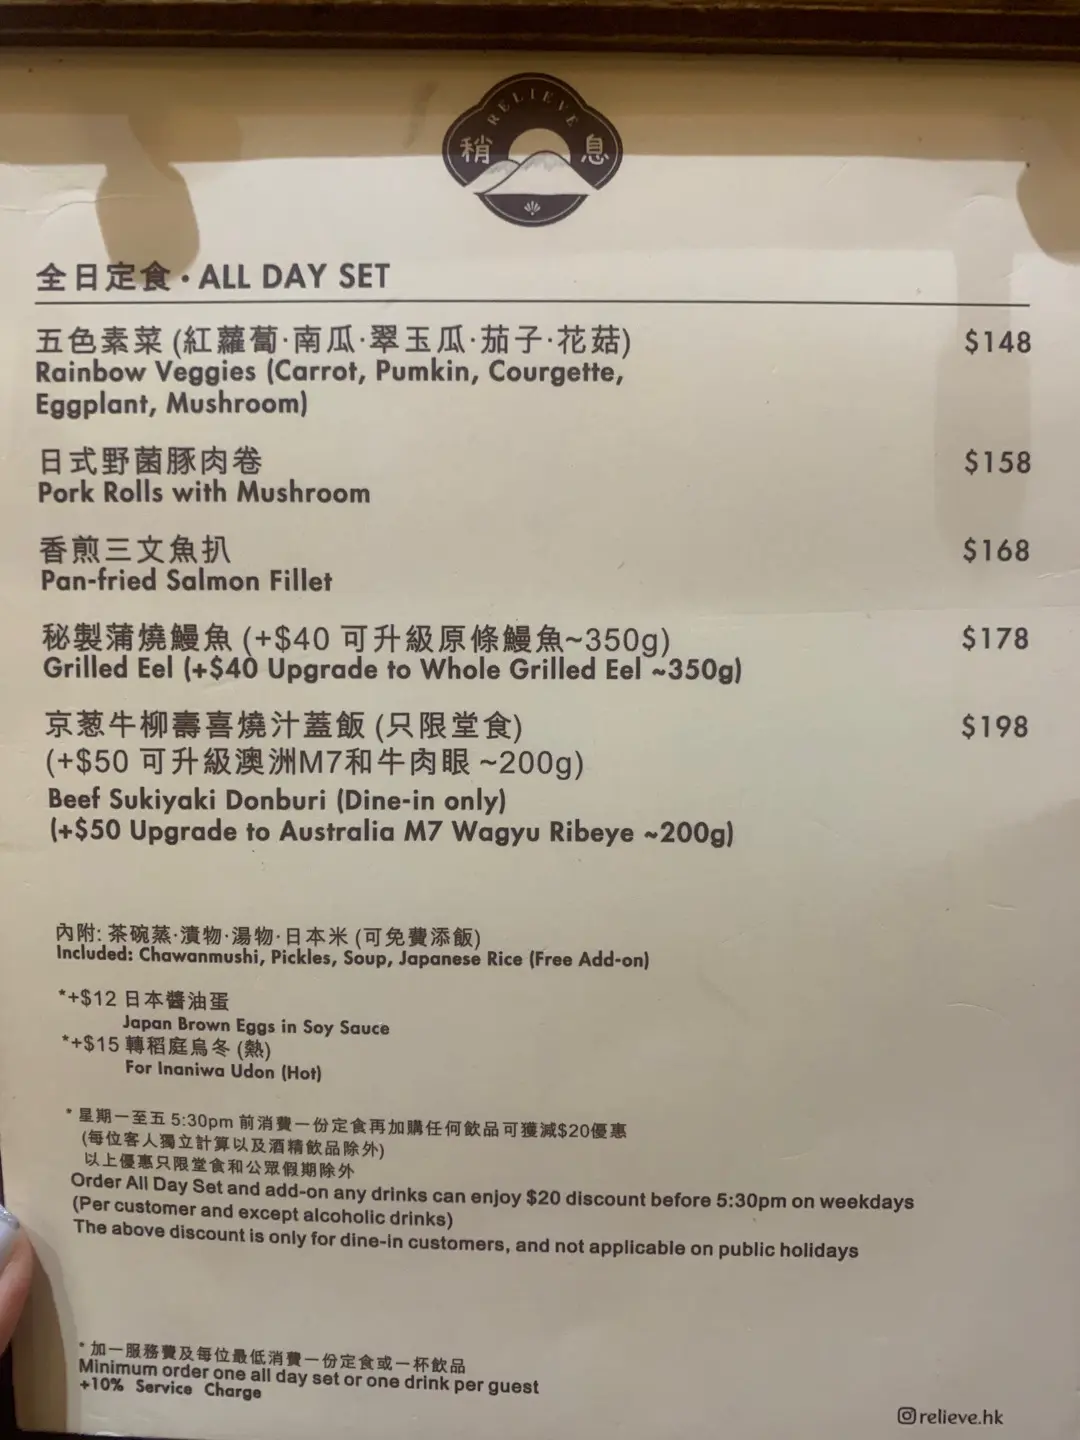 RELIEVE
稍 息
全日定食·ALL DAY SET
五色素菜 (紅蘿蔔·南瓜·翠玉瓜·茄子·花菇) $148
Rainbow Veggies (Carrot, Pumkin, Courgette,
Eggplant, Mushroom)
日式野菌豚肉卷 $158
Pork Rolls with Mushroom
香煎三文魚扒 $168
Pan-fried Salmon Fillet
秘製蒲燒鰻魚 (+$40 可升級原條鰻魚~350g) $178
Grilled Eel (+$40 Upgrade to Whole Grilled Eel ~350g)
京葱牛柳壽喜燒汁蓋飯 (只限堂食) $198
(+$50 可升級澳洲M7和牛肉眼 ~200g)
Beef Sukiyaki Donburi (Dine-in only)
(+$50 Upgrade to Australia M7 Wagyu Ribeye ~200g)
內附: 茶碗蒸·漬物·湯物·日本米 (可免費添飯)
Included: Chawanmushi, Pickles, Soup, Japanese Rice (Free Add-on)
*+$12 日本醬油蛋
Japan Brown Eggs in Soy Sauce
*+$15 轉稻庭烏冬 (熱)
For Inaniwa Udon (Hot)
* 星期一至五 5:30pm 前消費一份定食再加購任何飲品可獲減$20優惠
(每位客人獨立計算以及酒精飲品除外)
以上優惠只限堂食和公眾假期除外
Order All Day Set and add-on any drinks can enjoy $20 discount before 5:30pm on weekdays
(Per customer and except alcoholic drinks)
The above discount is only for dine-in customers, and not applicable on public holidays
* 加一服務費及每位最低消費一份定食或一杯飲品
Minimum order one all day set or one drink per guest
+10% Service Charge
relieve.hk